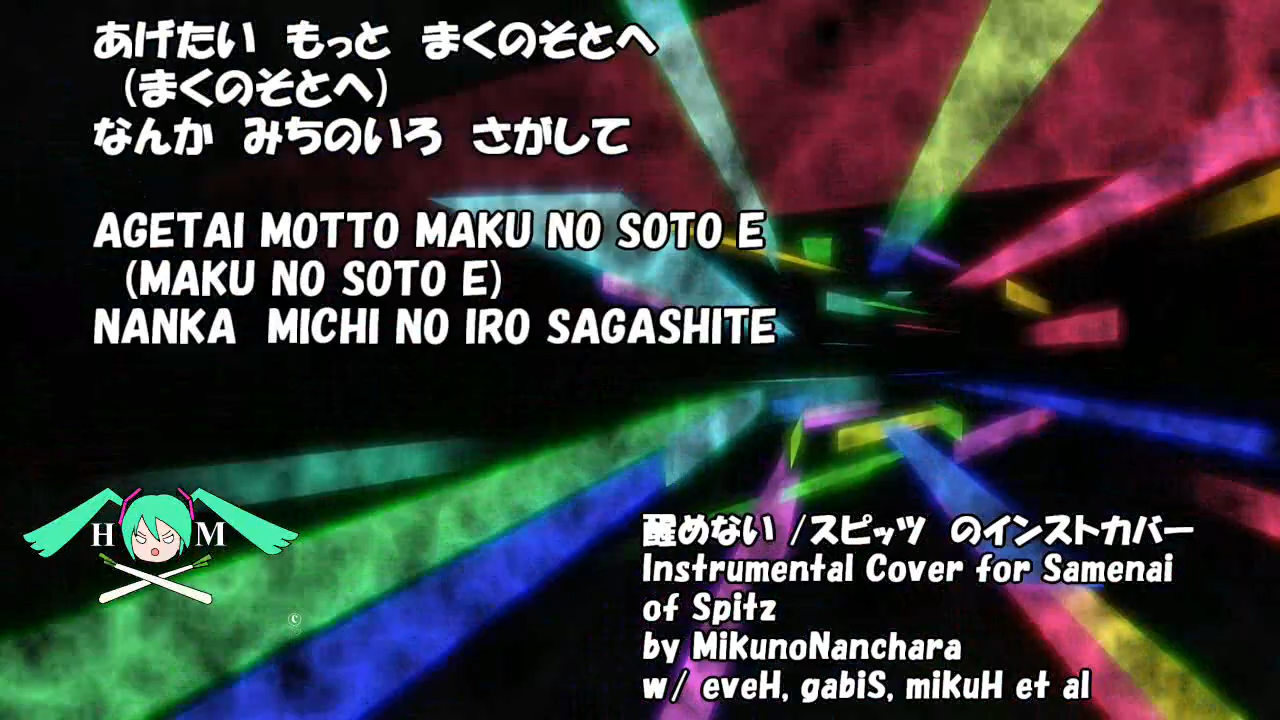 あげたい　もっと　まくのそとへ
（まくのそとへ）
なんか　みちのいろ　さがして
AGETAI MOTTO MAKU NO SOTO E
(MAKU NO SOTO E)
NANKA MICHI NO IRO SAGASHITE
H M
©
醒めない /スピッツ のインストカバー
Instrumental Cover for Samenai
of Spitz
by MikunoNanchara
w/ eveH, gabiS, mikuH et al